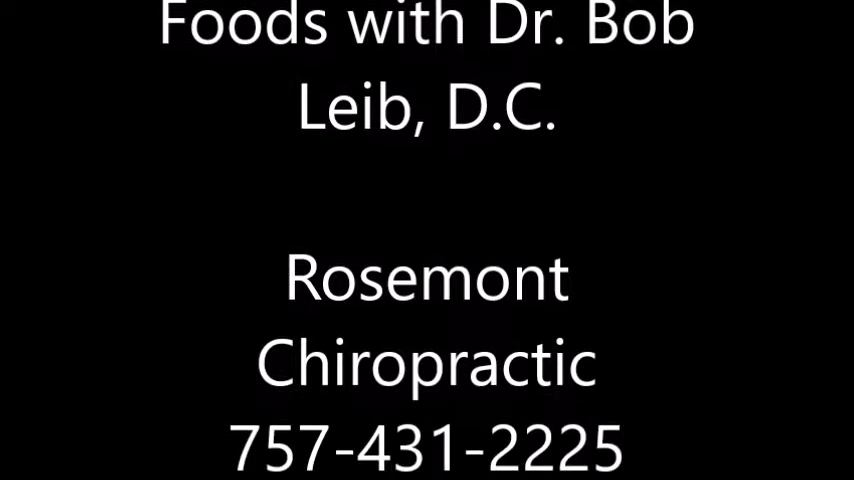 Foods with Dr. Bob
Leib, D.C.
Rosemont
Chiropractic
757-431-2225